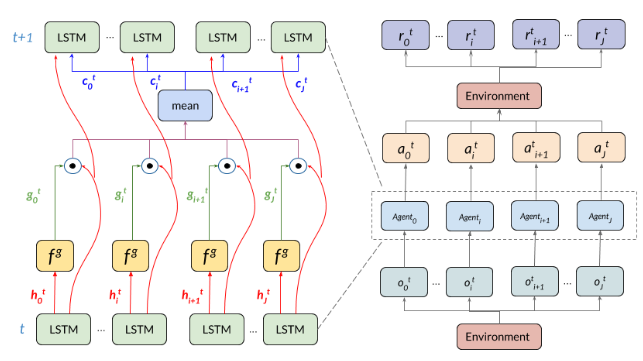 t+1 LSTM ... LSTM LSTM ... LSTM
c_0^t c_i^t c_{i+1}^t c_J^t
mean
g_0^t g_i^t g_{i+1}^t g_J^t
f^g f^g f^g f^g
h_0^t h_i^t h_{i+1}^t h_J^t
t LSTM ... LSTM LSTM ... LSTM
r_0^t ... r_i^t r_{i+1}^t ... r_J^t
Environment
a_0^t a_i^t a_{i+1}^t a_J^t
Agent_0 Agent_i Agent_{i+1} Agent_J
o_0^t ... o_i^t o_{i+1}^t ... o_J^t
Environment